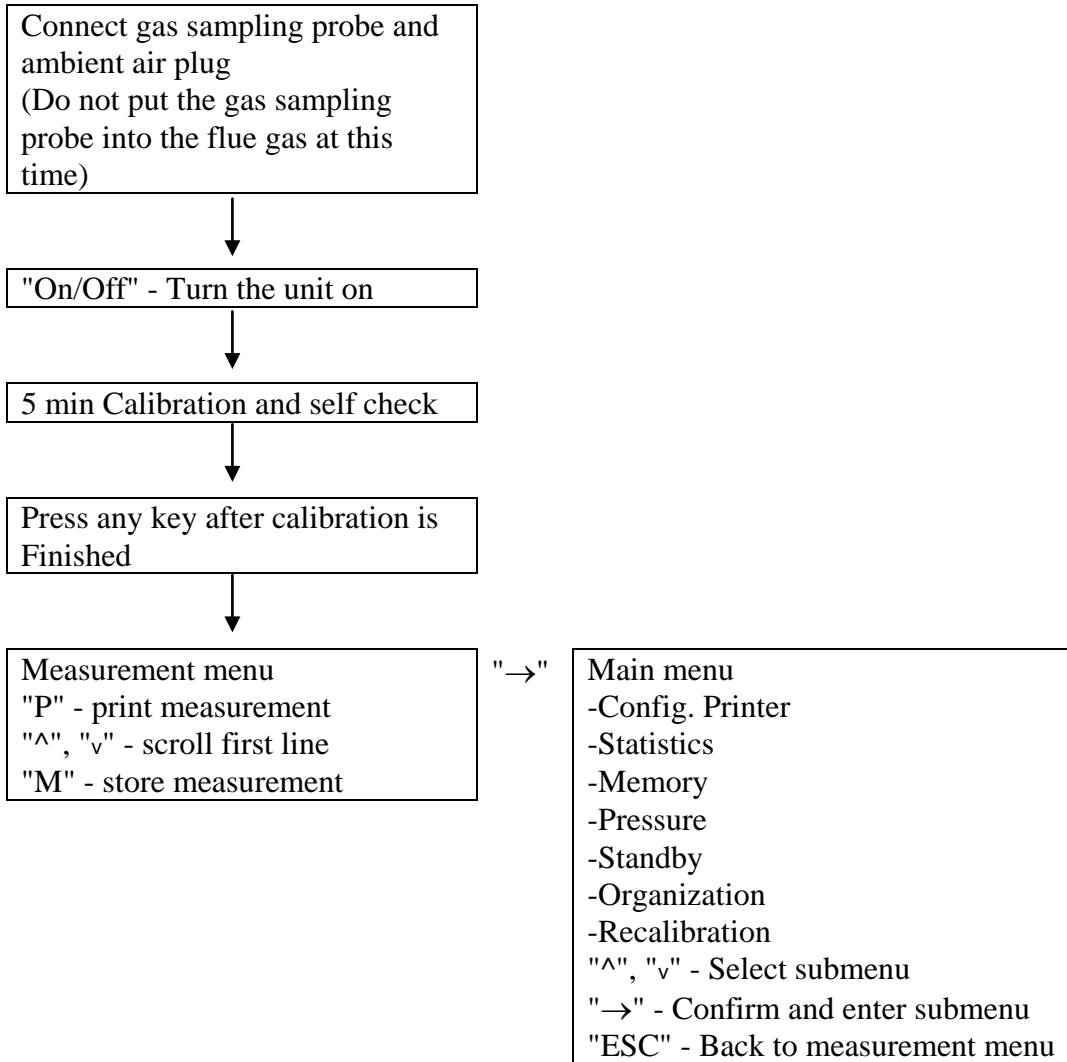 Connect gas sampling probe and
ambient air plug
(Do not put the gas sampling
probe into the flue gas at this
time)
"On/Off" - Turn the unit on
5 min Calibration and self check
Press any key after calibration is
Finished
Measurement menu
"P" - print measurement
"^", "v" - scroll first line
"M" - store measurement
"→"
Main menu
-Config. Printer
-Statistics
-Memory
-Pressure
-Standby
-Organization
-Recalibration
"^", "v" - Select submenu
"→" - Confirm and enter submenu
"ESC" - Back to measurement menu